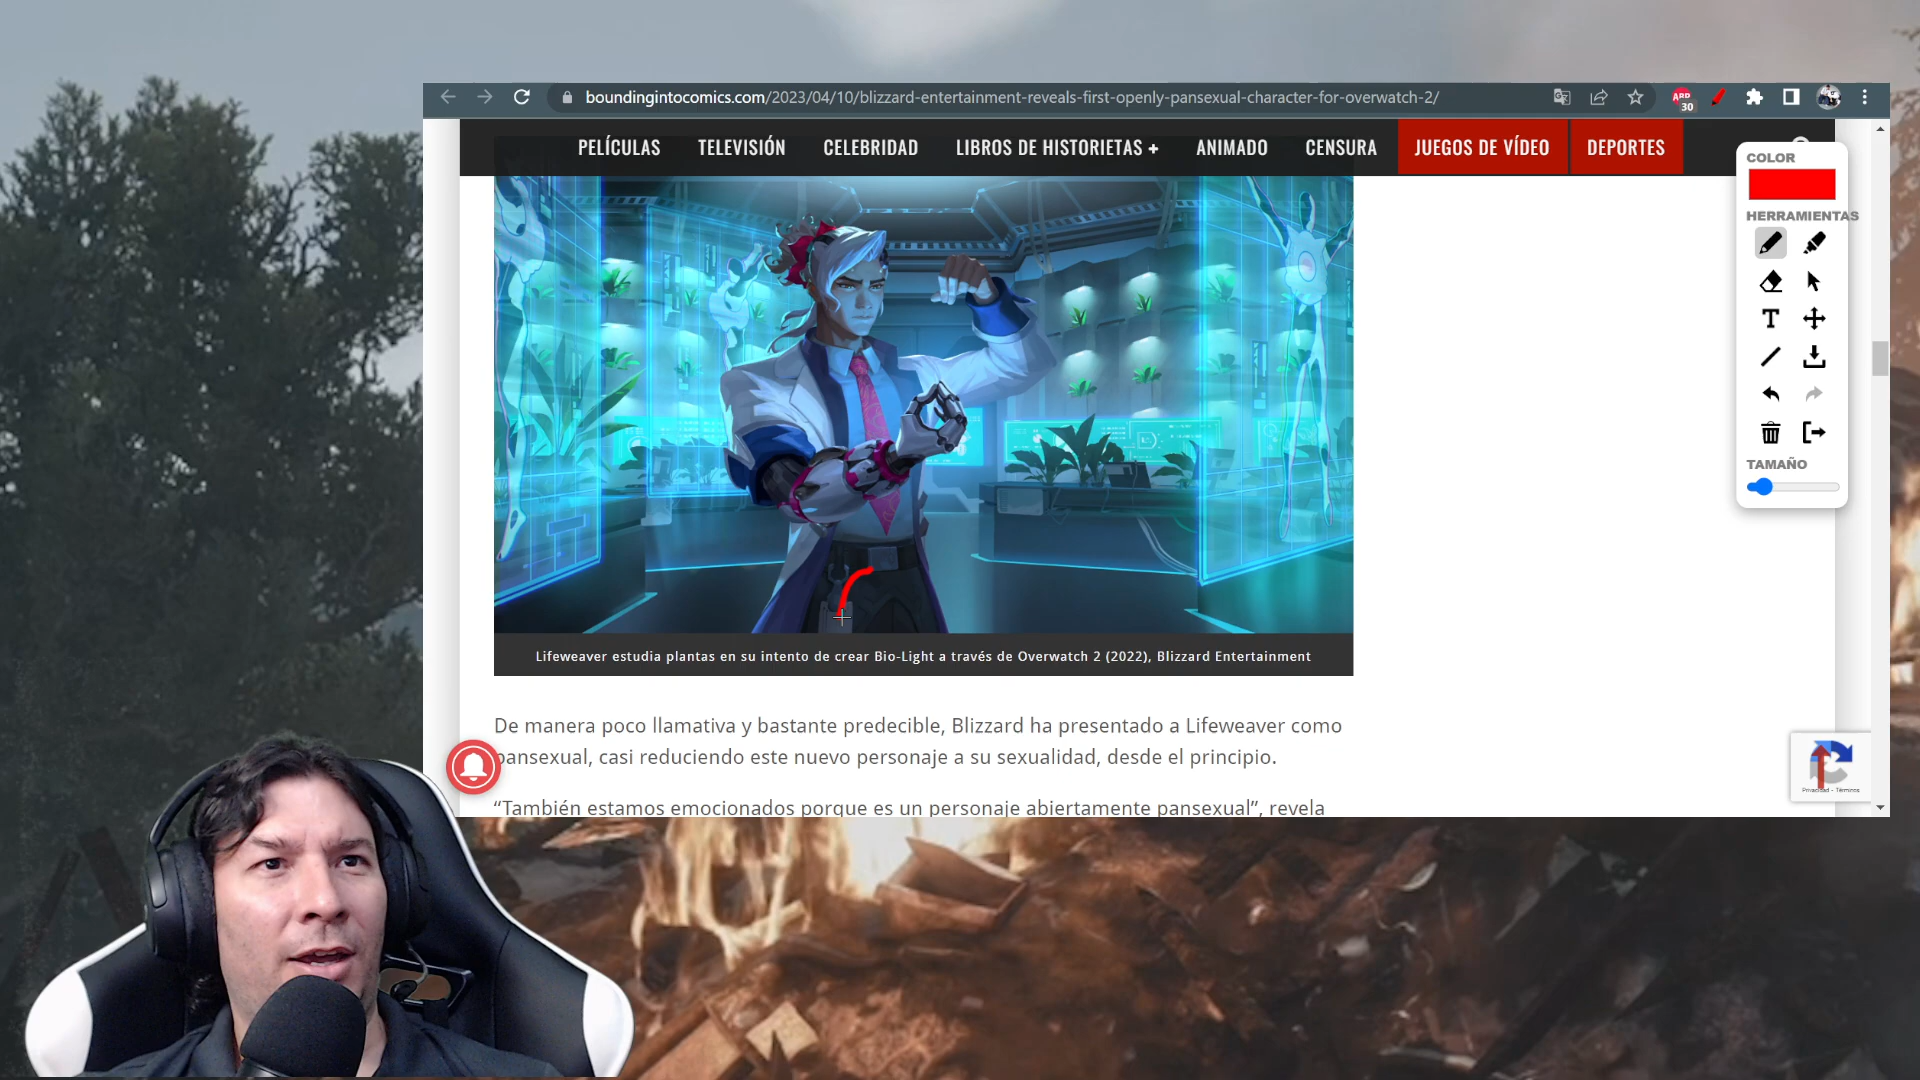 boundingintocomics.com/2023/04/10/blizzard-entertainment-reveals-first-openly-pansexual-character-for-overwatch-2/
ABP
30
PELÍCULAS TELEVISIÓN CELEBRIDAD LIBROS DE HISTORIETAS + ANIMADO CENSURA JUEGOS DE VÍDEO DEPORTES
COLOR
HERRAMIENTAS
T
TAMAÑO
Lifeweaver estudia plantas en su intento de crear Bio-Light a través de Overwatch 2 (2022), Blizzard Entertainment
De manera poco llamativa y bastante predecible, Blizzard ha presentado a Lifeweaver como
pansexual, casi reduciendo este nuevo personaje a su sexualidad, desde el principio.
“También estamos emocionados porque es un personaje abiertamente pansexual”, revela
Privacidad - Términos